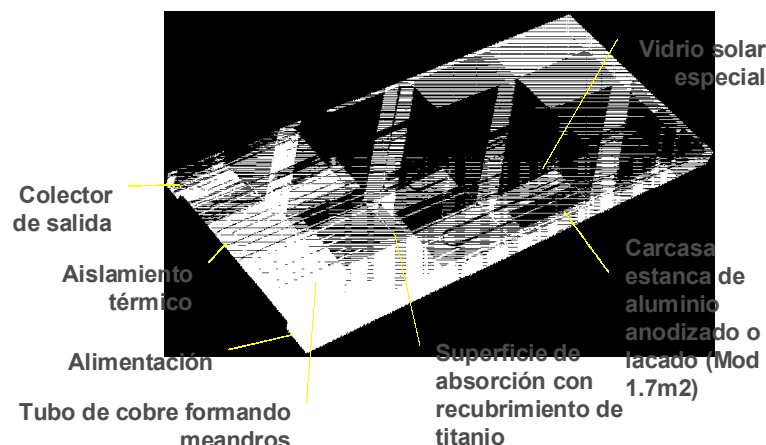 Vidrio solar
especial
Colector
de salida
Aislamiento
térmico
Carcasa
estanca de
aluminio
anodizado o
lacado (Mod
1.7m2)
Alimentación
Superficie de
absorción con
recubrimiento de
titanio
Tubo de cobre formando
meandros